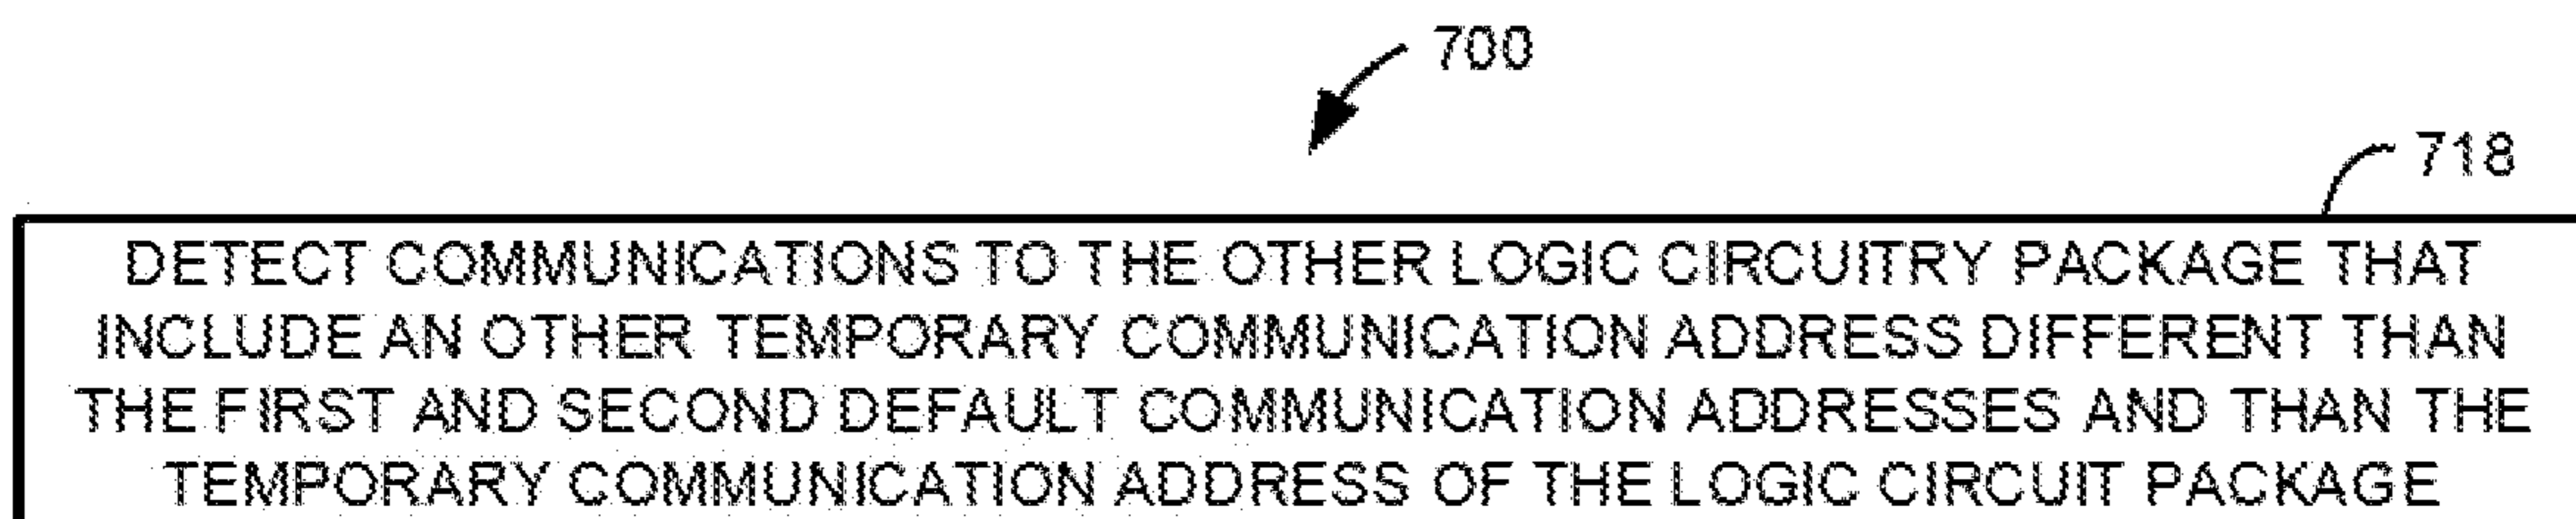 700
718
DETECT COMMUNICATIONS TO THE OTHER LOGIC CIRCUITRY PACKAGE THAT
INCLUDE AN OTHER TEMPORARY COMMUNICATION ADDRESS DIFFERENT THAN
THE FIRST AND SECOND DEFAULT COMMUNICATION ADDRESSES AND THAN THE
TEMPORARY COMMUNICATION ADDRESS OF THE LOGIC CIRCUIT PACKAGE